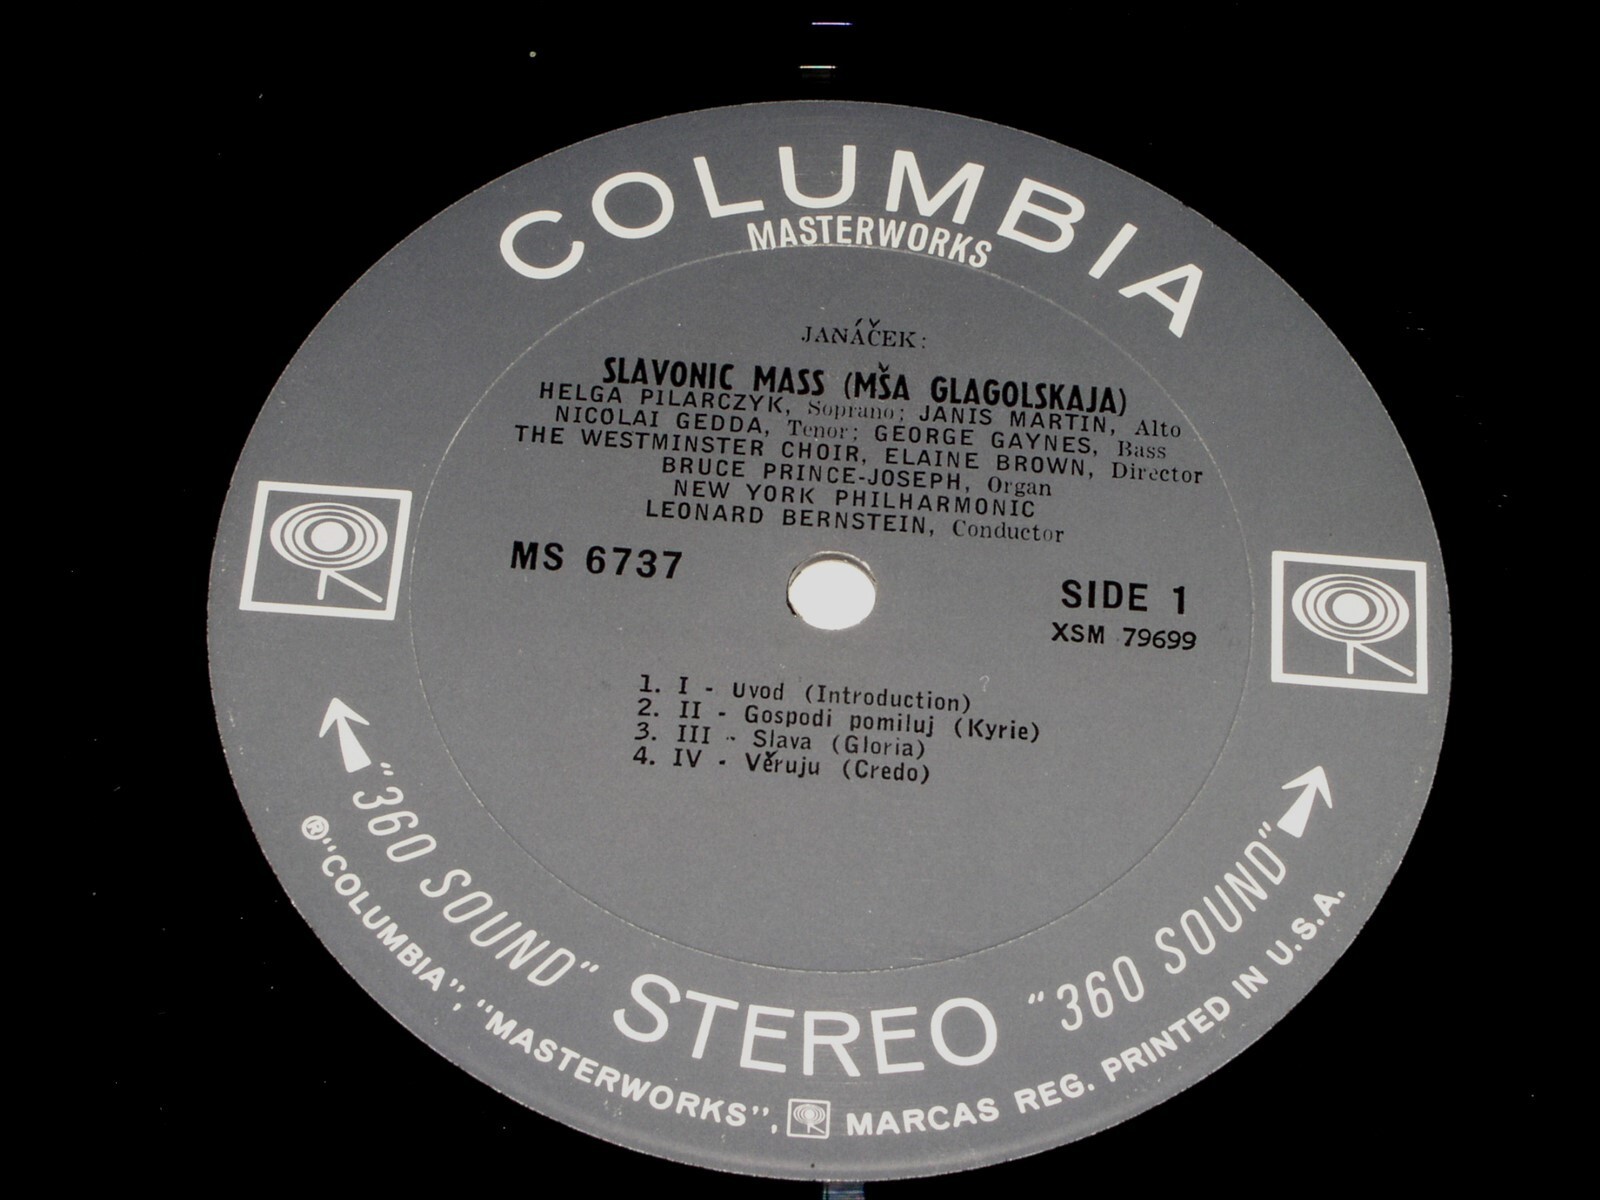 COLUMBIA
MASTERWORKS
JANÁČEK:
SLAVONIC MASS (MŠA GLAGOLSKAJA)
HELGA PILARCZYK, Soprano; JANIS MARTIN, Alto
NICOLAI GEDDA, Tenor; GEORGE GAYNES, Bass
THE WESTMINSTER CHOIR, ELAINE BROWN, Director
BRUCE PRINCE-JOSEPH, Organ
NEW YORK PHILHARMONIC
LEONARD BERNSTEIN, Conductor
MS 6737
SIDE 1
XSM 79699
1. I - Uvod (Introduction)
2. II - Gospodi pomiluj (Kyrie)
3. III - Slava (Gloria)
4. IV - Věruju (Credo)
"360 SOUND" STEREO "360 SOUND"
®"COLUMBIA", "MASTERWORKS", MARCAS REG. PRINTED IN U.S.A.